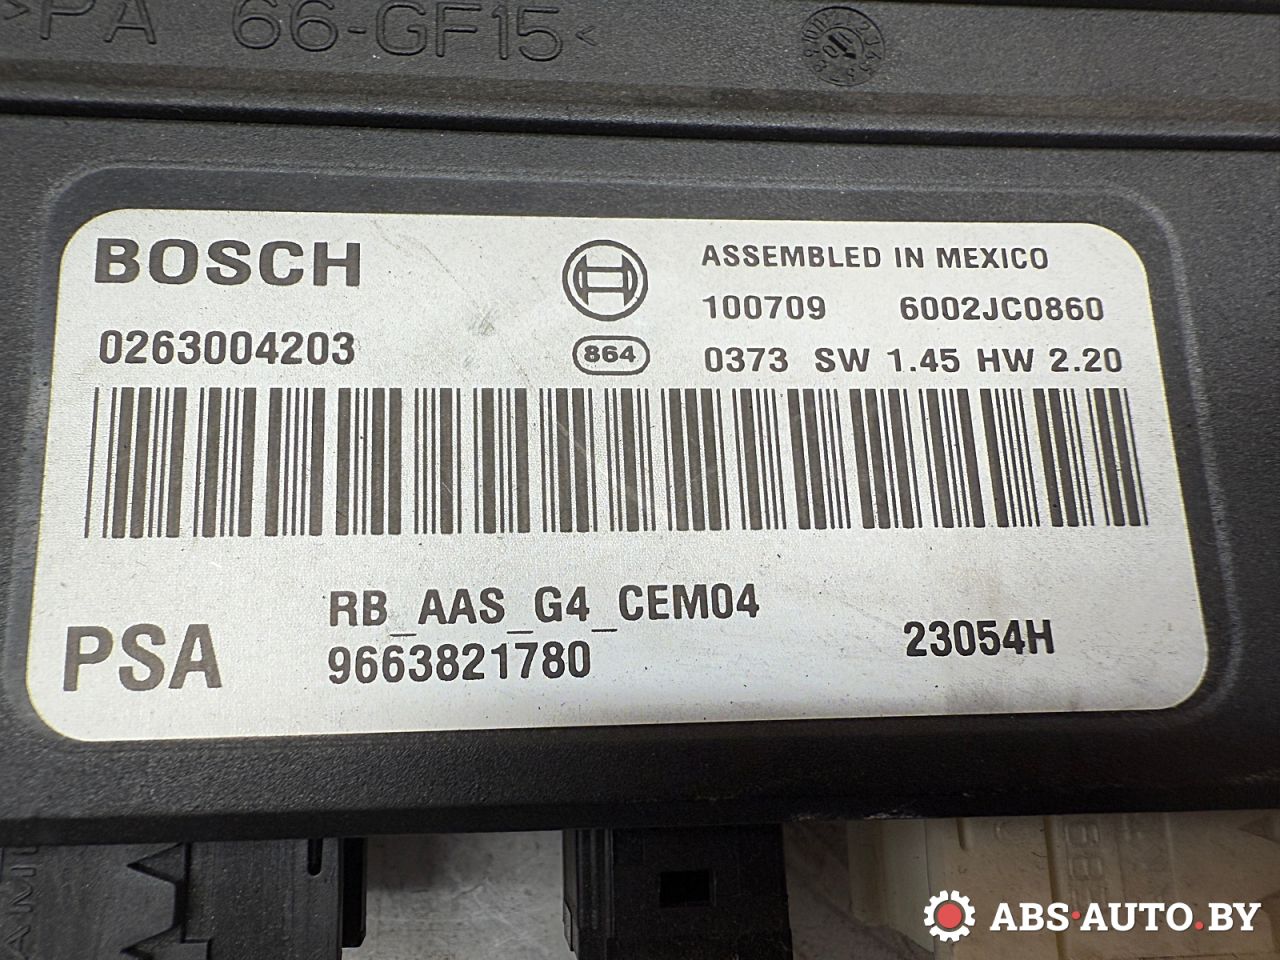 >PA 66-GF15<
BOSCH
ASSEMBLED IN MEXICO
100709 6002JC0860
0263004203
864
0373 SW 1.45 HW 2.20
RB_AAS_G4_CEM04
PSA
9663821780
23054H
ABS·AUTO.BY